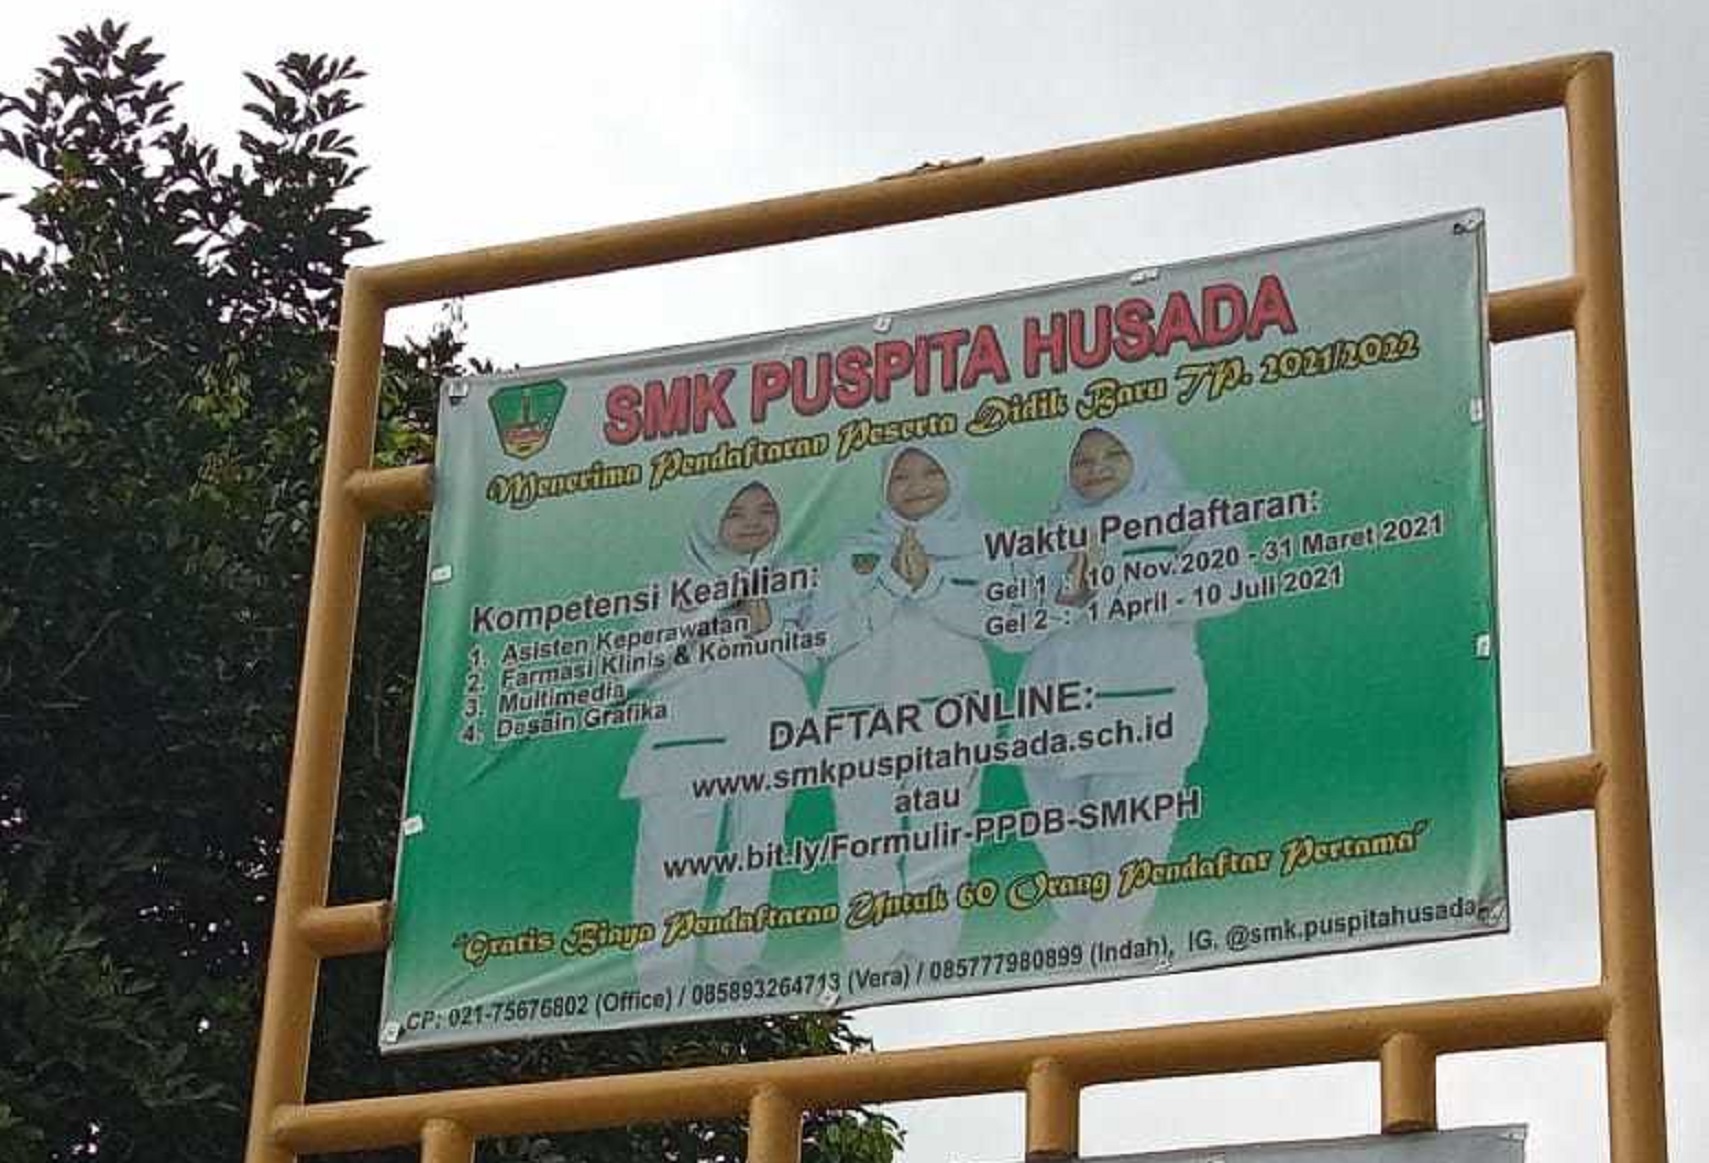 SMK PUSPITA HUSADA
Menerima Pendaftaran Peserta Didik Baru TP. 2021/2022
Kompetensi Keahlian:
1. Asisten Keperawatan
2. Farmasi Klinis & Komunitas
3. Multimedia
4. Desain Grafika
Waktu Pendaftaran:
Gel 1 : 10 Nov.2020 - 31 Maret 2021
Gel 2 : 1 April - 10 Juli 2021
DAFTAR ONLINE:
www.smkpuspitahusada.sch.id
atau
www.bit.ly/Formulir-PPDB-SMKPH
"Gratis Biaya Pendaftaran Untuk 60 Orang Pendaftar Pertama"
CP: 021-75676802 (Office) / 085893264713 (Vera) / 085777980899 (Indah), IG. @smk.puspitahusada